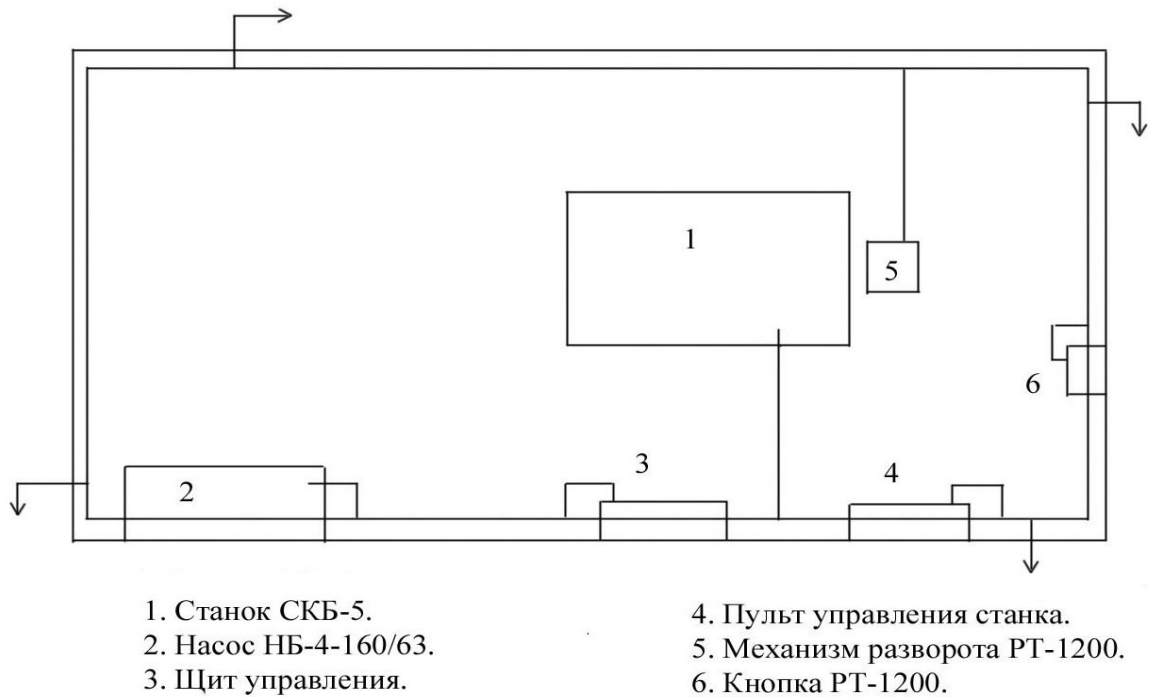 1
5
6
3
4
2
1. Станок СКБ-5.
2. Насос НБ-4-160/63.
3. Щит управления.
4. Пульт управления станка.
5. Механизм разворота РТ-1200.
6. Кнопка РТ-1200.